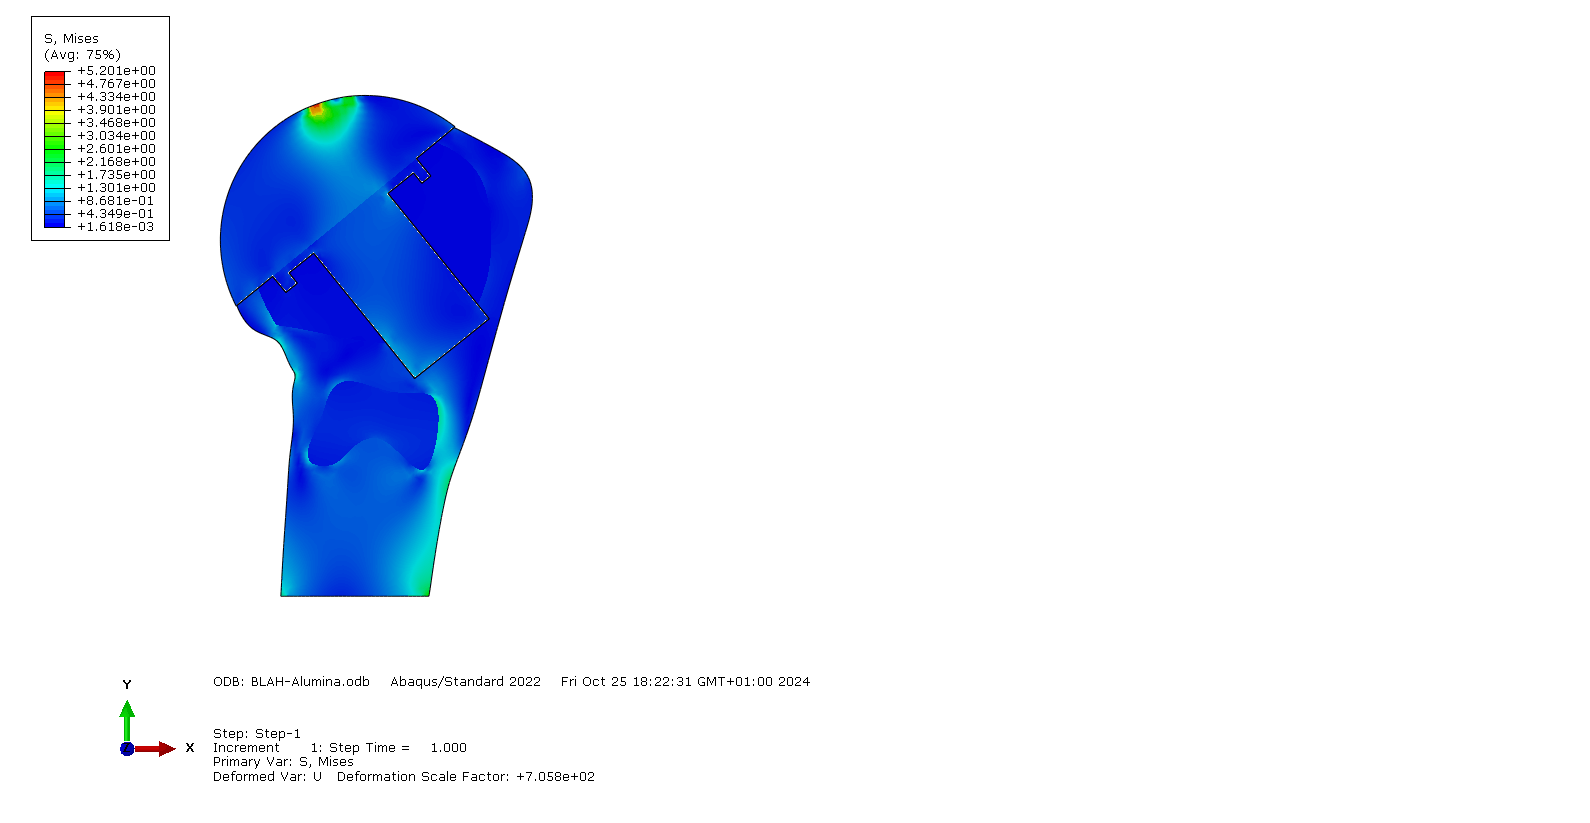 S, Mises
(Avg: 75%)
+5.201e+00
+4.767e+00
+4.334e+00
+3.901e+00
+3.468e+00
+3.034e+00
+2.601e+00
+2.168e+00
+1.735e+00
+1.301e+00
+8.681e-01
+4.349e-01
+1.618e-03
ODB: BLAH-Alumina.odb Abaqus/Standard 2022 Fri Oct 25 18:22:31 GMT+01:00 2024
Y
X
Step: Step-1
Increment 1: Step Time = 1.000
Primary Var: S, Mises
Deformed Var: U Deformation Scale Factor: +7.058e+02